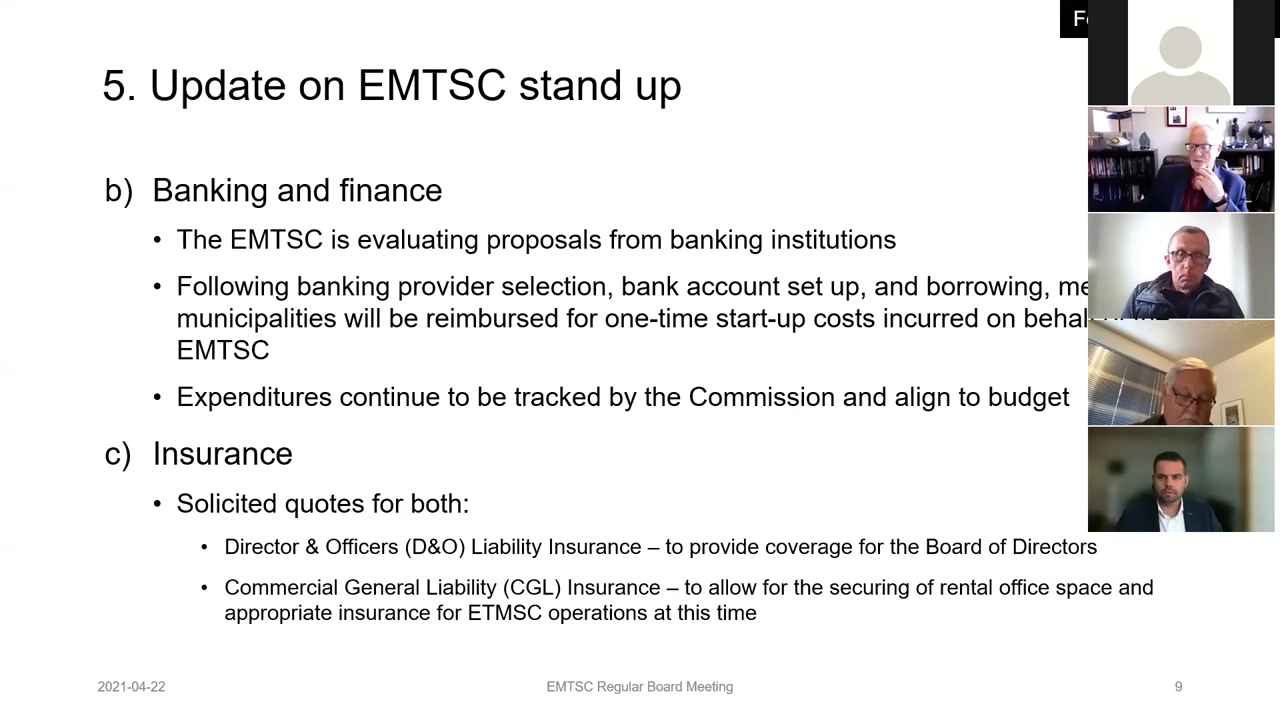 5. Update on EMTSC stand up
b) Banking and finance
• The EMTSC is evaluating proposals from banking institutions
• Following banking provider selection, bank account set up, and borrowing,
municipalities will be reimbursed for one-time start-up costs incurred on
EMTSC
• Expenditures continue to be tracked by the Commission and align to budget
c) Insurance
• Solicited quotes for both:
• Director & Officers (D&O) Liability Insurance – to provide coverage for the Board of Directors
• Commercial General Liability (CGL) Insurance – to allow for the securing of rental office space and
appropriate insurance for ETMSC operations at this time
2021-04-22
EMTSC Regular Board Meeting
9